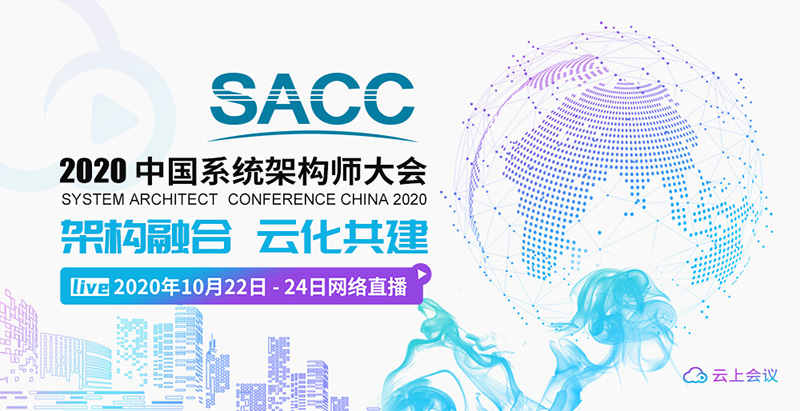 SACC
2020 中国系统架构师大会
SYSTEM ARCHITECT CONFERENCE CHINA 2020
架构融合 云化共建
live 2020年10月22日 - 24日网络直播
云上会议